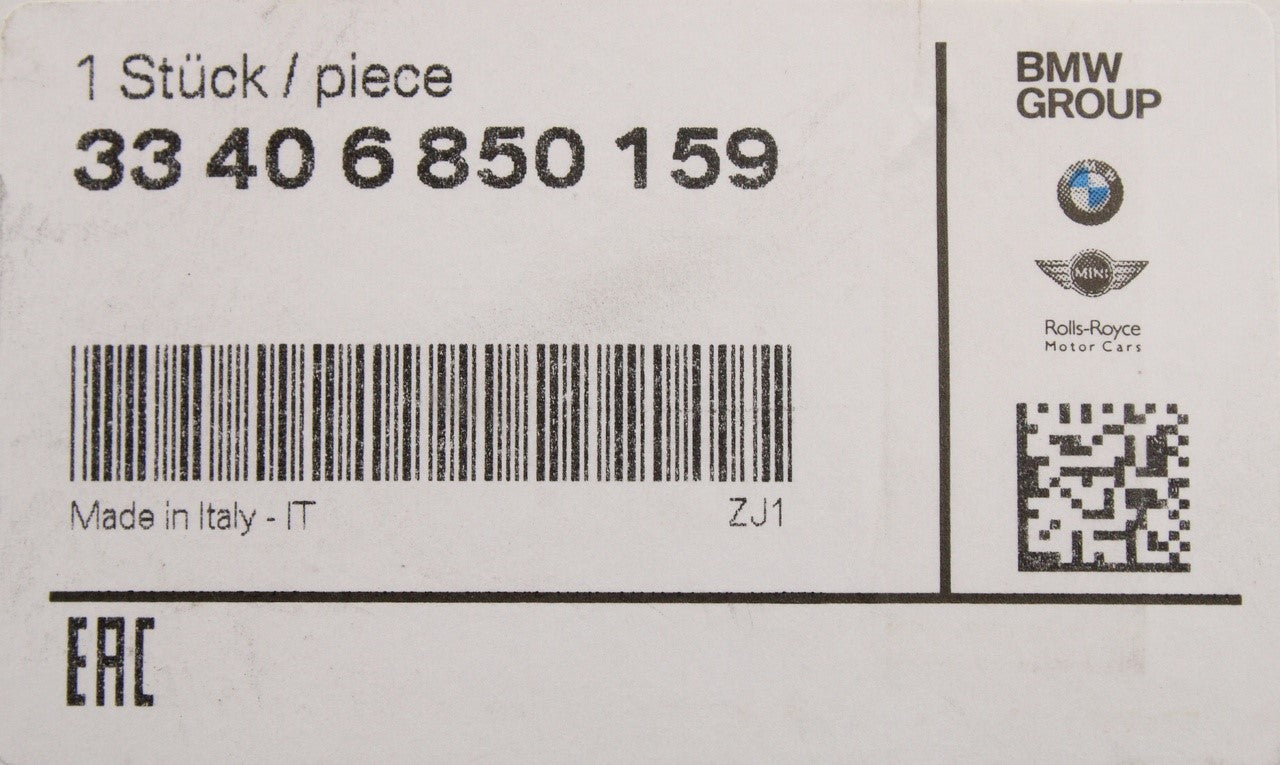 1 Stück / piece
33 40 6 850 159
Made in Italy - IT
ZJ1
EAC
BMW
GROUP
MINI
Rolls-Royce
Motor Cars